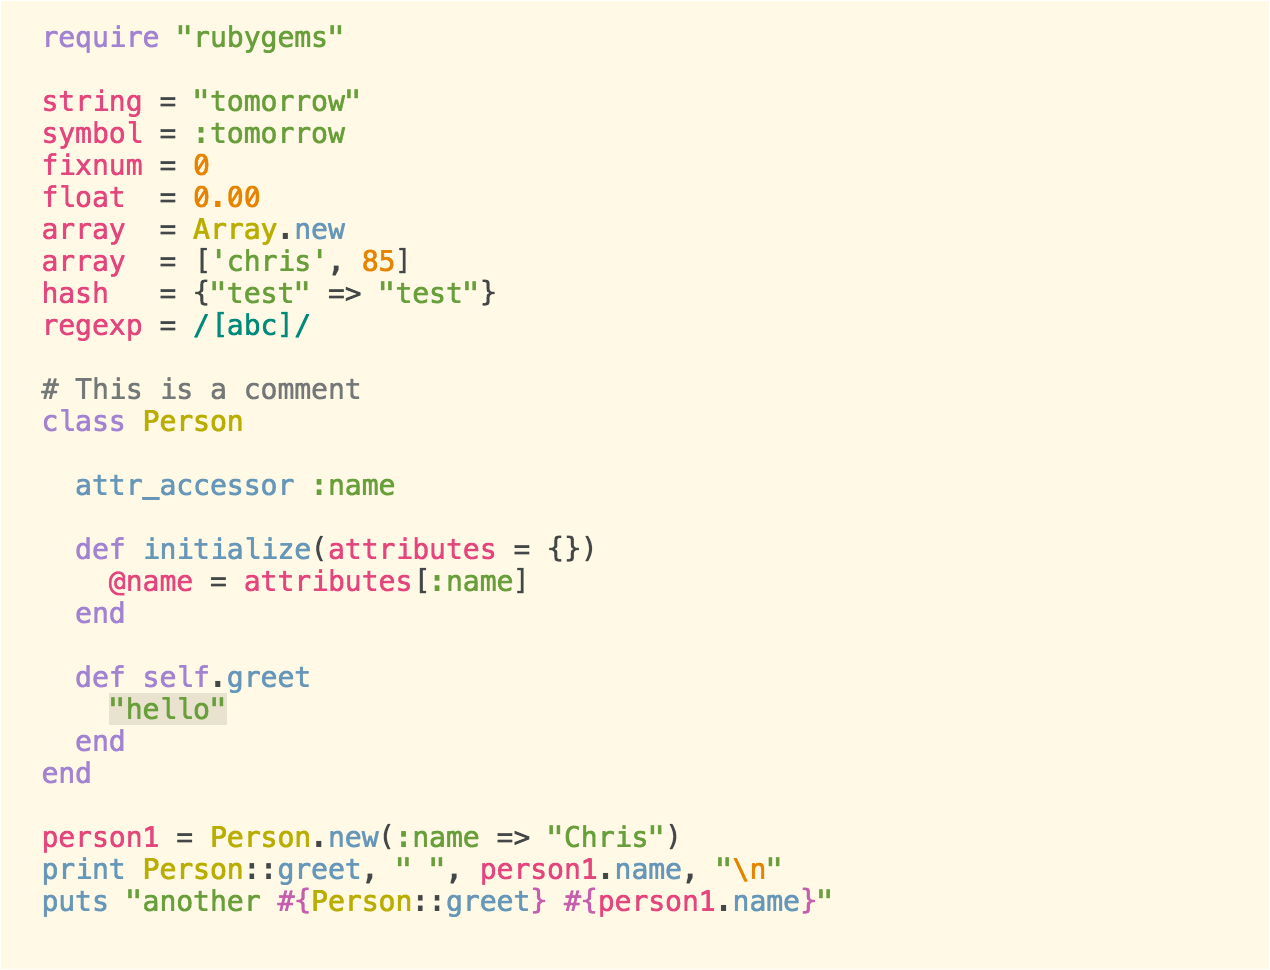 require "rubygems"

string = "tomorrow"
symbol = :tomorrow
fixnum = 0
float  = 0.00
array  = Array.new
array  = ['chris', 85]
hash   = {"test" => "test"}
regexp = /[abc]/

# This is a comment
class Person

  attr_accessor :name

  def initialize(attributes = {})
    @name = attributes[:name]
  end

  def self.greet
    "hello"
  end
end

person1 = Person.new(:name => "Chris")
print Person::greet, " ", person1.name, "\n"
puts "another #{Person::greet} #{person1.name}"